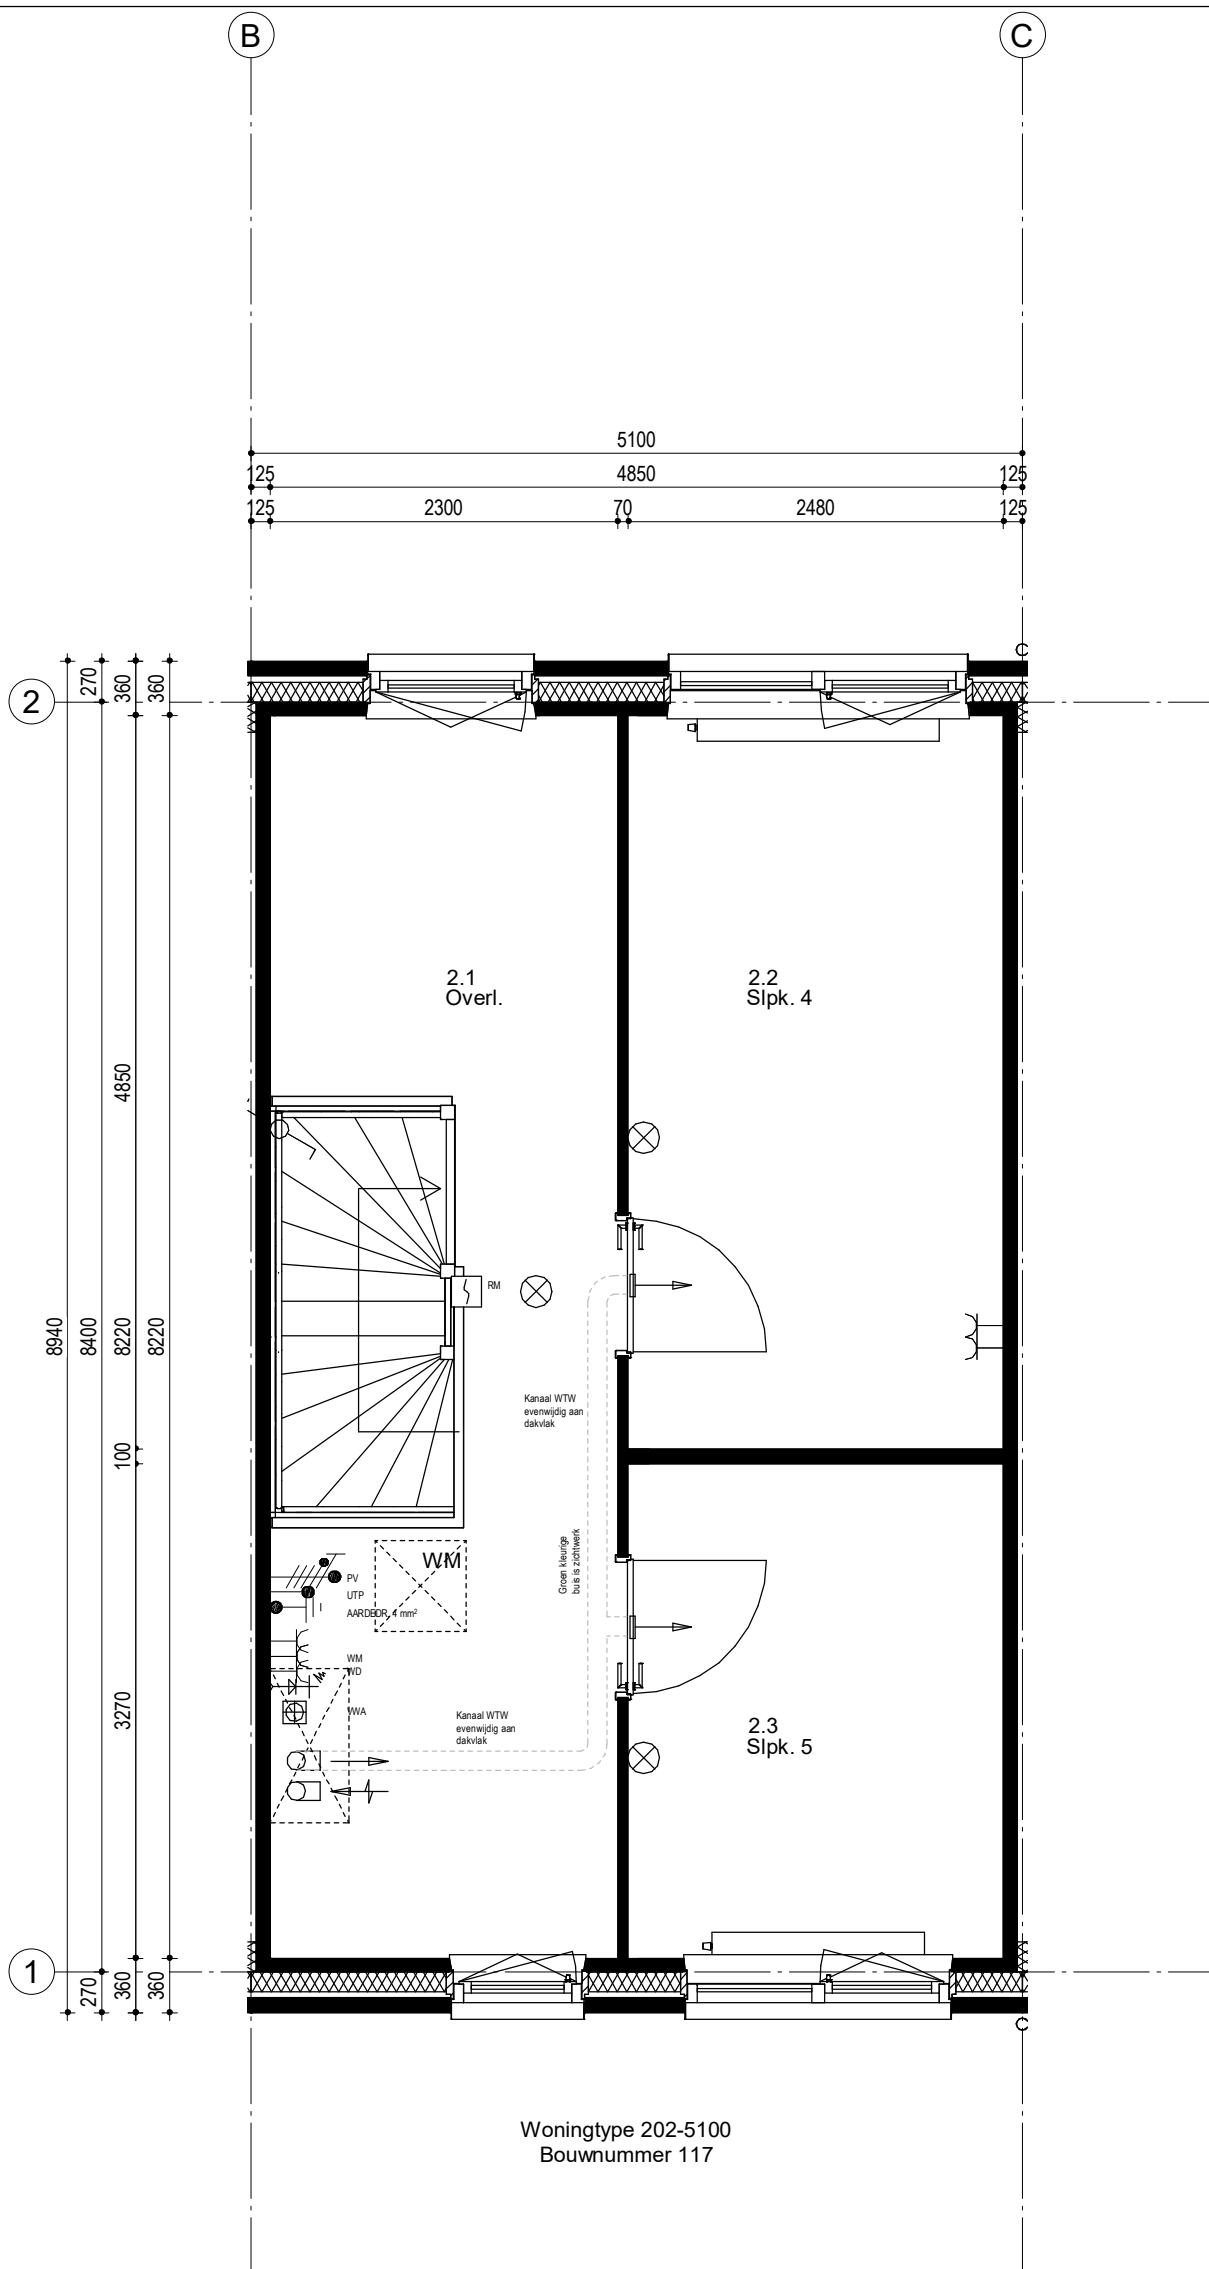 B
C
5100
125
4850
125
125
2300
70
2480
125
2
270
360
360
2.1
Overl.
2.2
Slpk. 4
4850
RM
8940
8400
8220
8220
Kanaal WTW
evenwijdig aan
dakvlak
100
Groen kleurige
buis is zichtwerk
WM
PV
UTP
AARDBDR. 4 mm²
WM
WD
WWA
3270
Kanaal WTW
evenwijdig aan
dakvlak
2.3
Slpk. 5
1
270
360
360
Woningtype 202-5100
Bouwnummer 117